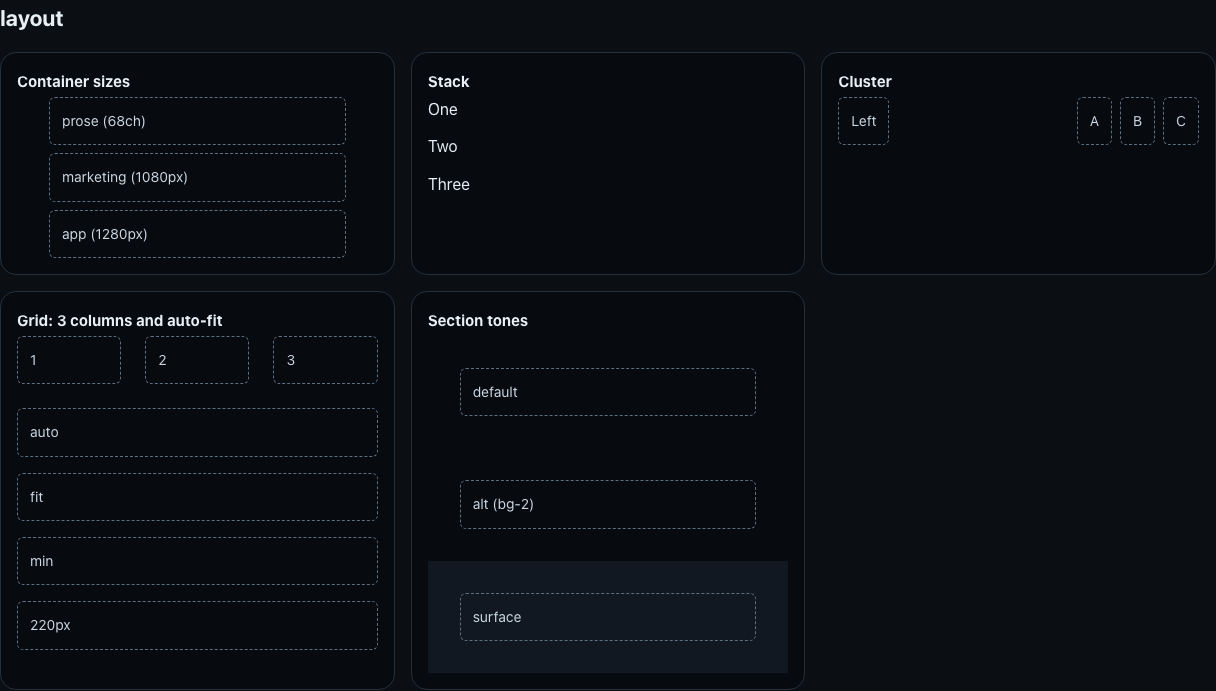 layout
Container sizes
prose (68ch)
marketing (1080px)
app (1280px)
Stack
One
Two
Three
Cluster
Left
A
B
C
Grid: 3 columns and auto-fit
1
2
3
auto
fit
min
220px
Section tones
default
alt (bg-2)
surface